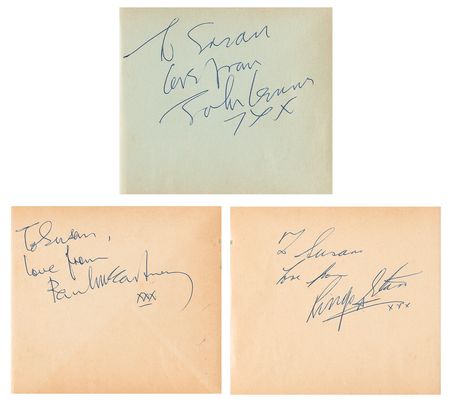 To Susan
love from
John Lennon
xxx
To Susan,
love from
Paul McCartney
xxx
To Susan
love from
Ringo Starr
xxx